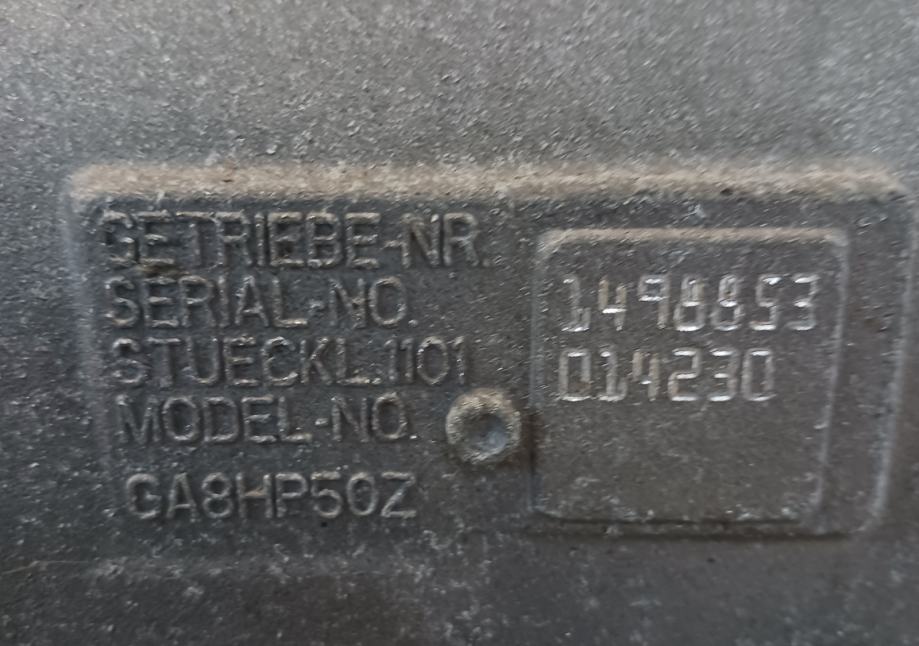 GETRIEBE-NR.
SERIAL-NO.
1498853
STUECKL.1101
014230
MODEL-NO.
GA8HP50Z